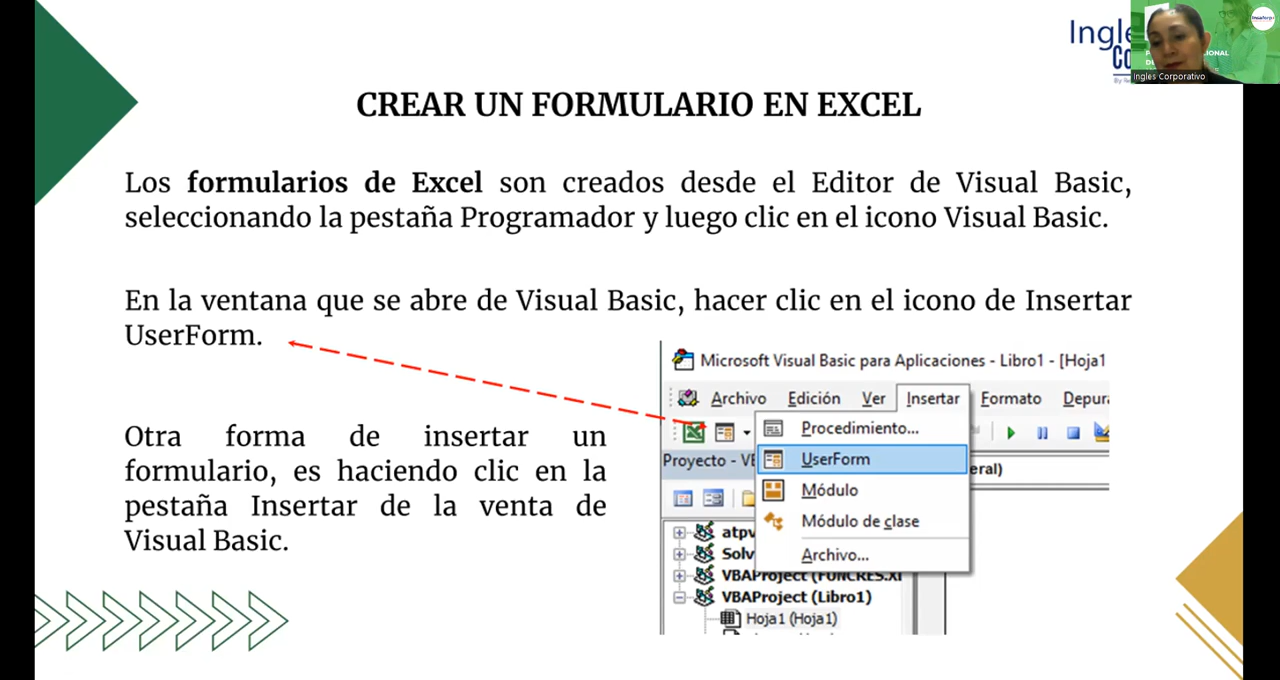 Ingl
CREAR UN FORMULARIO EN EXCEL
Ingles Corporativo
Los formularios de Excel son creados desde el Editor de Visual Basic,
seleccionando la pestaña Programador y luego clic en el icono Visual Basic.
En la ventana que se abre de Visual Basic, hacer clic en el icono de Insertar
UserForm.
Otra forma de insertar un
formulario, es haciendo clic en la
pestaña Insertar de la venta de
Visual Basic.
Microsoft Visual Basic para Aplicaciones - Libro1 - [Hoja1
Archivo Edición Ver Insertar Formato Depura
Procedimiento...
UserForm
Módulo
Módulo de clase
Archivo...
Proyecto - VB
eral)
atpv
Solv
VBAProject (FUNCRES.XL
VBAProject (Libro1)
Hoja1 (Hoja1)